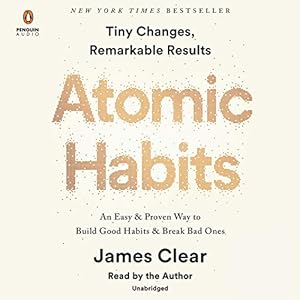 PENGUIN
AUDIO
NEW YORK TIMES BESTSELLER
Tiny Changes,
Remarkable Results
Atomic
Habits
An Easy & Proven Way to
Build Good Habits & Break Bad Ones
James Clear
Read by the Author
Unabridged